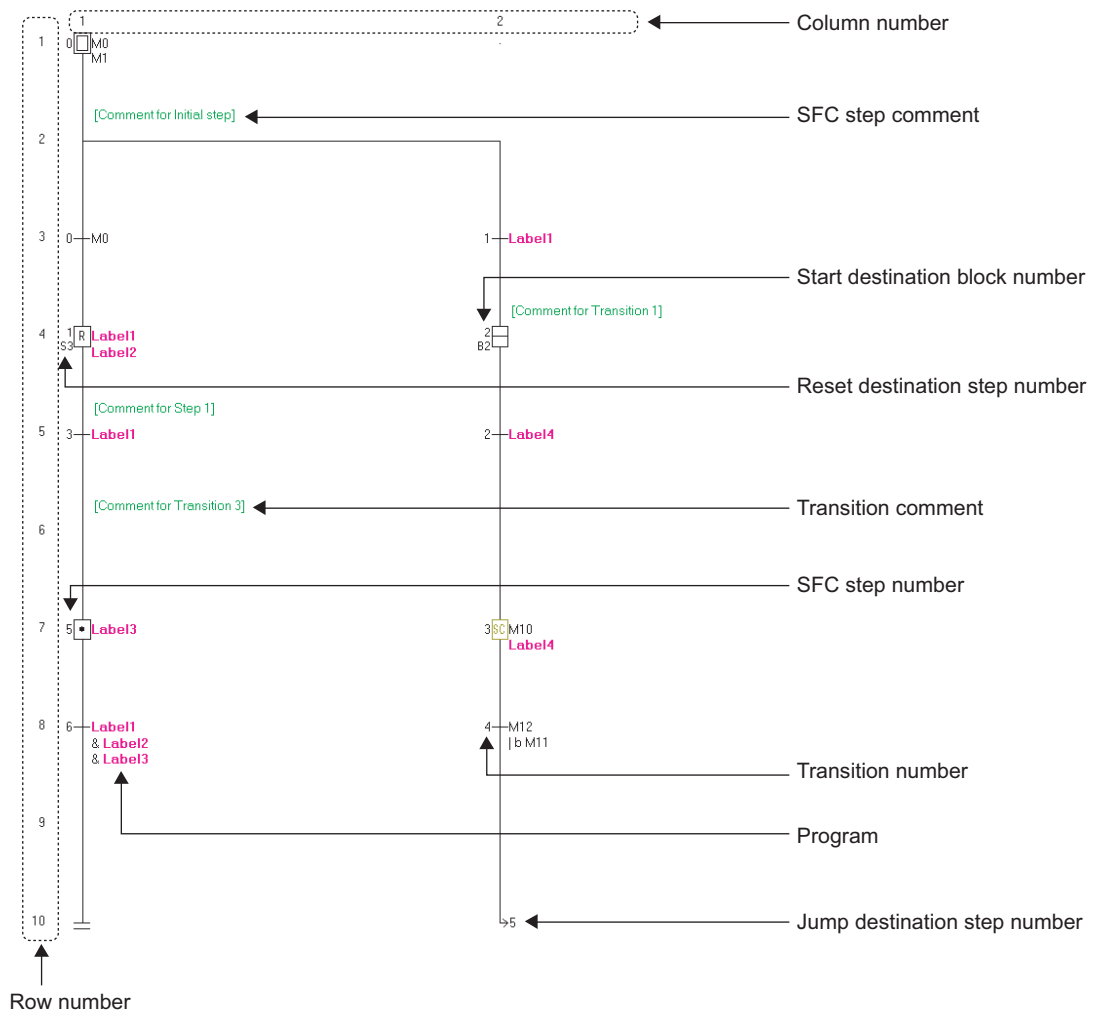 1 2 Column number
1 0 M0
M1
[Comment for Initial step] SFC step comment
2
3 0 M0 1 Label1
Start destination block number
[Comment for Transition 1]
4 1 R Label1 2
S3 Label2 B2
Reset destination step number
[Comment for Step 1]
5 3 Label1 2 Label4
[Comment for Transition 3] Transition comment
6
SFC step number
7 5 Label3 3 SC M10
Label4
8 6 Label1 4 M12
& Label2 | b M11
& Label3
Transition number
9
Program
10 5 Jump destination step number
Row number